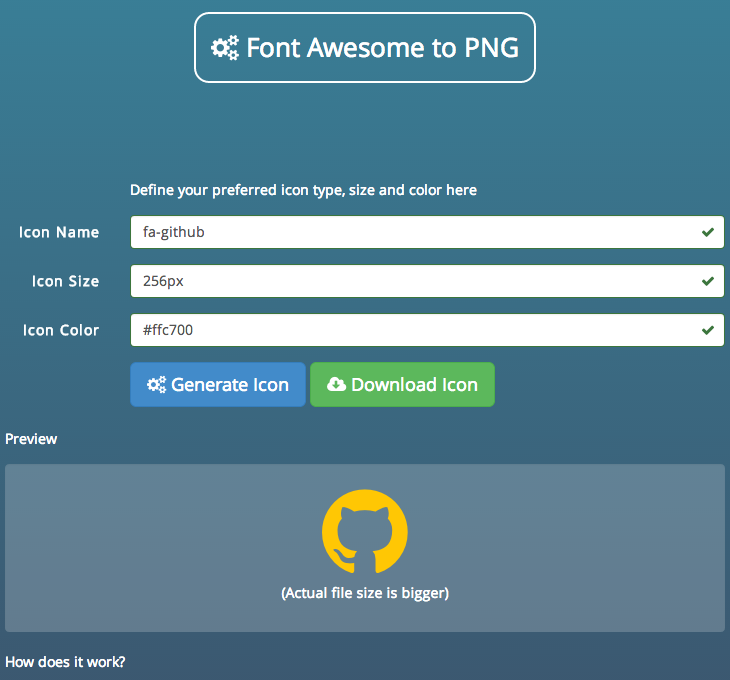 Font Awesome to PNG
Define your preferred icon type, size and color here
Icon Name
fa-github
Icon Size
256px
Icon Color
#ffc700
Generate Icon
Download Icon
Preview
(Actual file size is bigger)
How does it work?